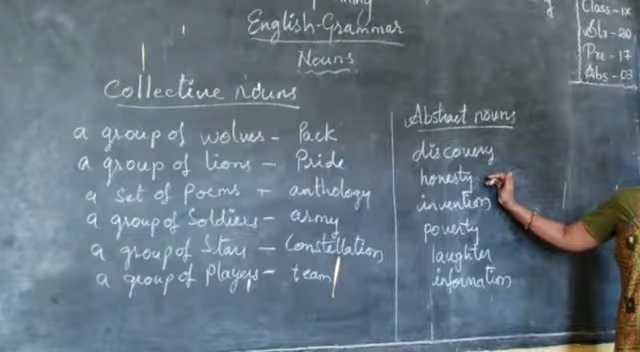 English-Grammar
Nouns
Class-IX
Sts-20
Pre-17
Abs-03
Collective nouns
a group of wolves - Pack
a group of lions - Pride
a set of Poems - anthology
a group of Soldiers - army
a group of Stars - Constellation
a group of Players - team
Abstract nouns
discovery
honesty
invention
poverty
laughter
information